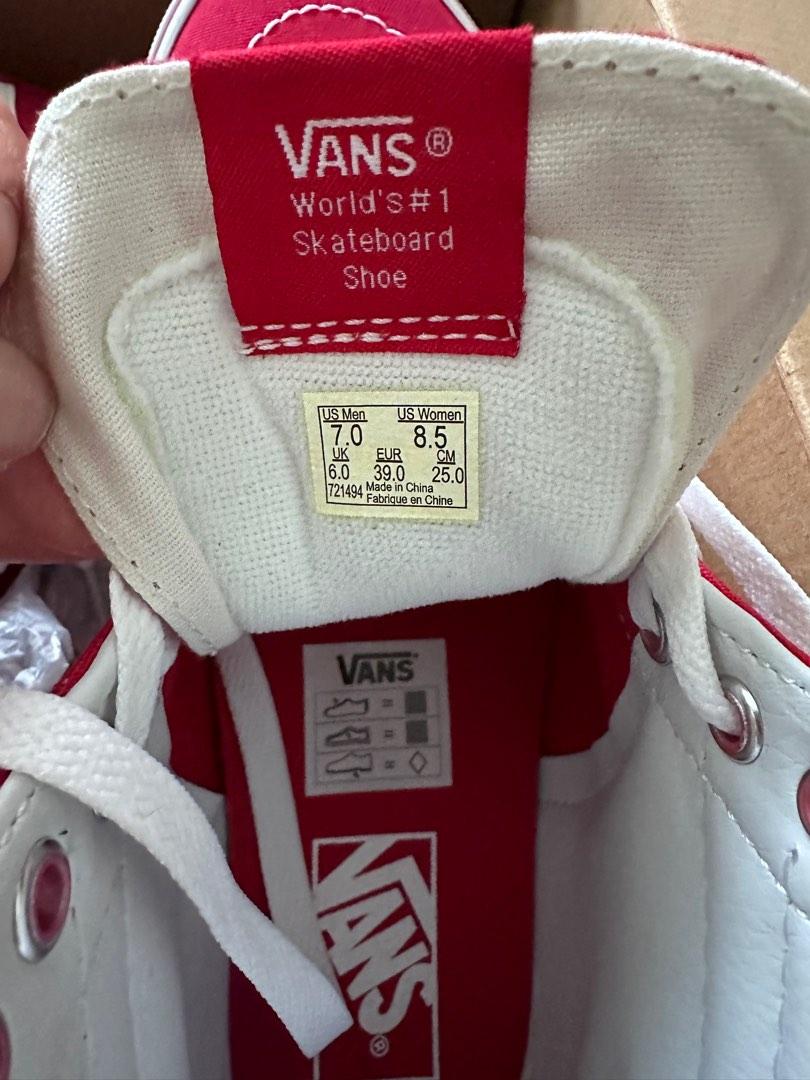 VANS®
World's #1
Skateboard
Shoe
US Men US Women
7.0 8.5
UK EUR CM
6.0 39.0 25.0
721494 Made in China
Fabrique en Chine
VANS
=
=
=
VANS®